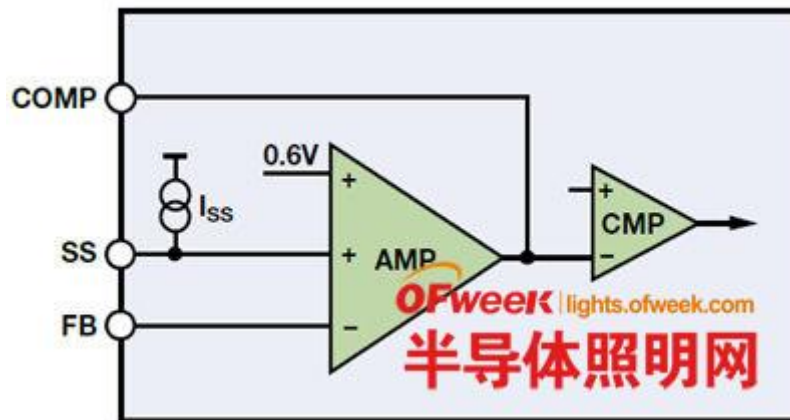 COMP
0.6V
+
ISS
+
CMP
SS
+
AMP
−
OFweek | lights.ofweek.com
FB
−
半导体照明网